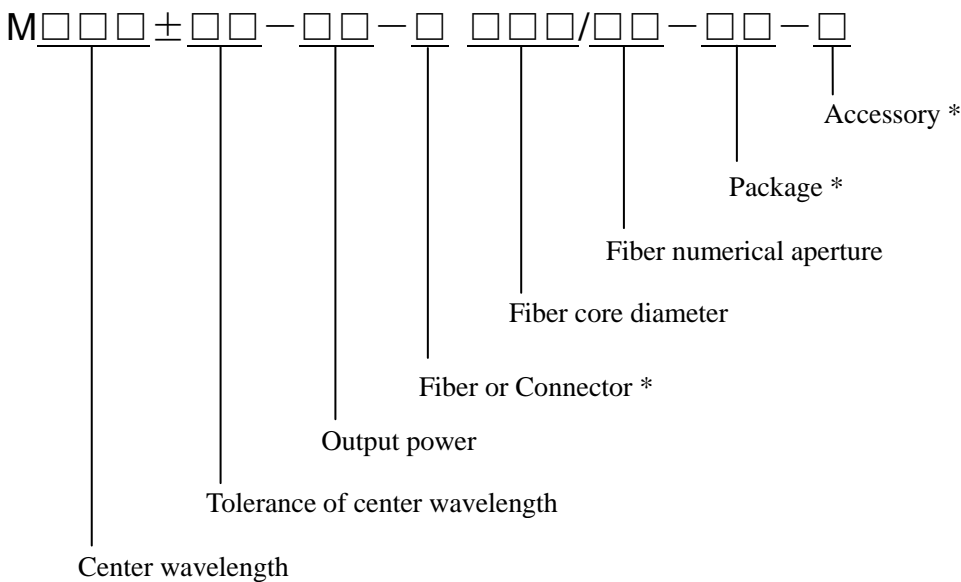 M□□□±□□－□□－□ □□□/□□－□□－□
Accessory *
Package *
Fiber numerical aperture
Fiber core diameter
Fiber or Connector *
Output power
Tolerance of center wavelength
Center wavelength